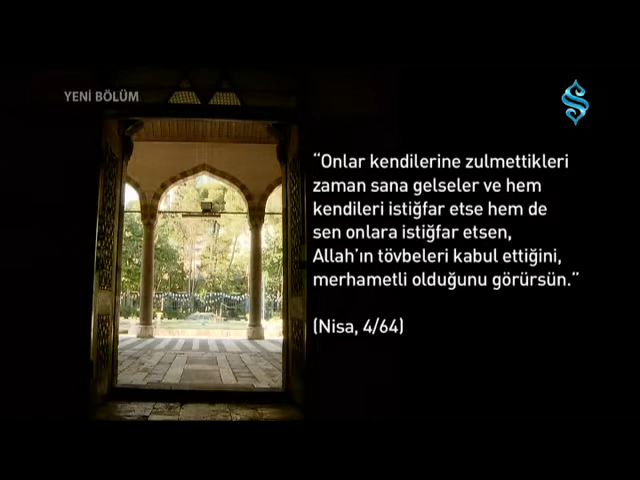 YENİ BÖLÜM
“Onlar kendilerine zulmettikleri
zaman sana gelseler ve hem
kendileri istiğfar etse hem de
sen onlara istiğfar etsen,
Allah’ın tövbeleri kabul ettiğini,
merhametli olduğunu görürsün.”
(Nisa, 4/64)